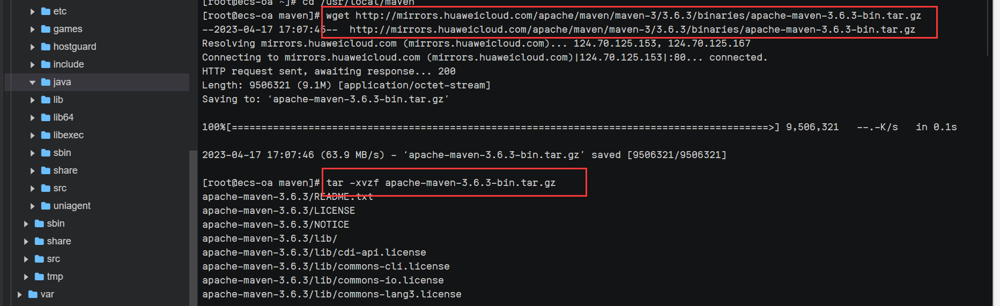 etc
games
hostguard
include
java
lib
lib64
libexec
sbin
share
src
uniagent
sbin
share
src
tmp
var
[root@ecs-oa ~]# cd /usr/local/maven
[root@ecs-oa maven]# wget http://mirrors.huaweicloud.com/apache/maven/maven-3/3.6.3/binaries/apache-maven-3.6.3-bin.tar.gz
--2023-04-17 17:07:45--  http://mirrors.huaweicloud.com/apache/maven/maven-3/3.6.3/binaries/apache-maven-3.6.3-bin.tar.gz
Resolving mirrors.huaweicloud.com (mirrors.huaweicloud.com)... 124.70.125.153, 124.70.125.167
Connecting to mirrors.huaweicloud.com (mirrors.huaweicloud.com)|124.70.125.153|:80... connected.
HTTP request sent, awaiting response... 200
Length: 9506321 (9.1M) [application/octet-stream]
Saving to: ‘apache-maven-3.6.3-bin.tar.gz’
100%[===========================================================================================>] 9,506,321   --.-K/s   in 0.1s
2023-04-17 17:07:46 (63.9 MB/s) - ‘apache-maven-3.6.3-bin.tar.gz’ saved [9506321/9506321]
[root@ecs-oa maven]# tar -xvzf apache-maven-3.6.3-bin.tar.gz
apache-maven-3.6.3/README.txt
apache-maven-3.6.3/LICENSE
apache-maven-3.6.3/NOTICE
apache-maven-3.6.3/lib/
apache-maven-3.6.3/lib/cdi-api.license
apache-maven-3.6.3/lib/commons-cli.license
apache-maven-3.6.3/lib/commons-io.license
apache-maven-3.6.3/lib/commons-lang3.license